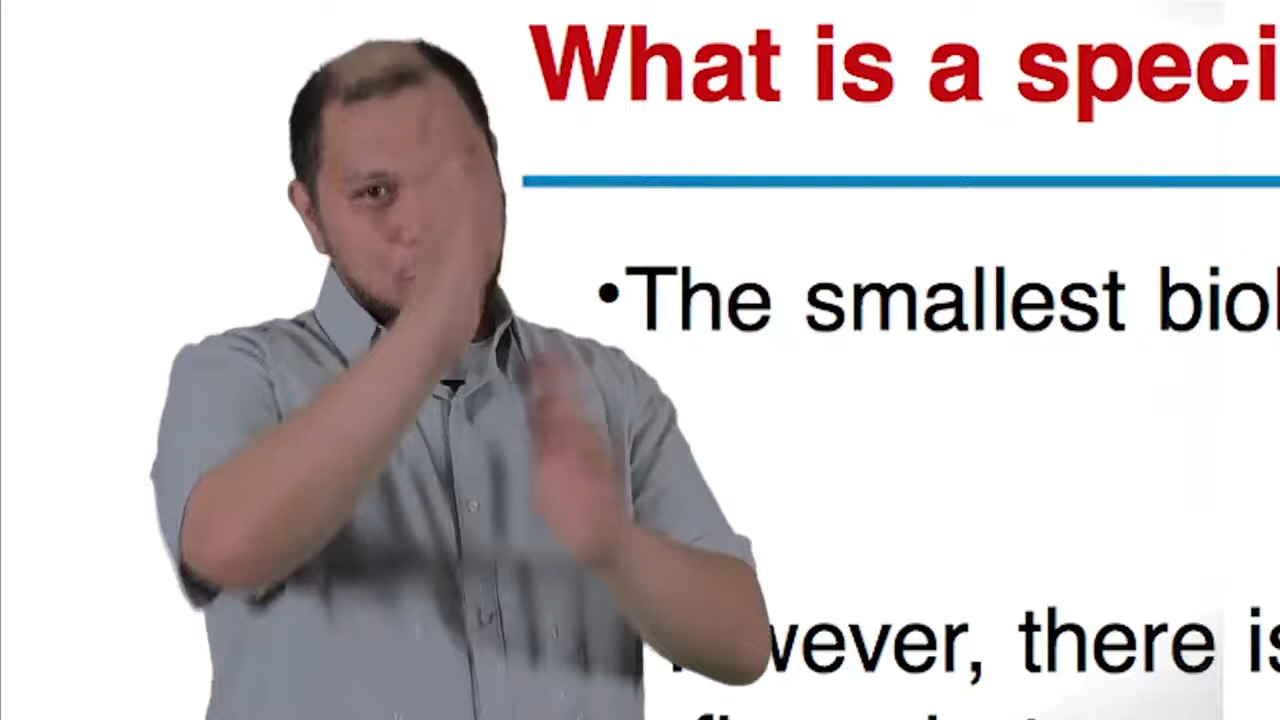 What is a speci
•The smallest biol
wever, there is